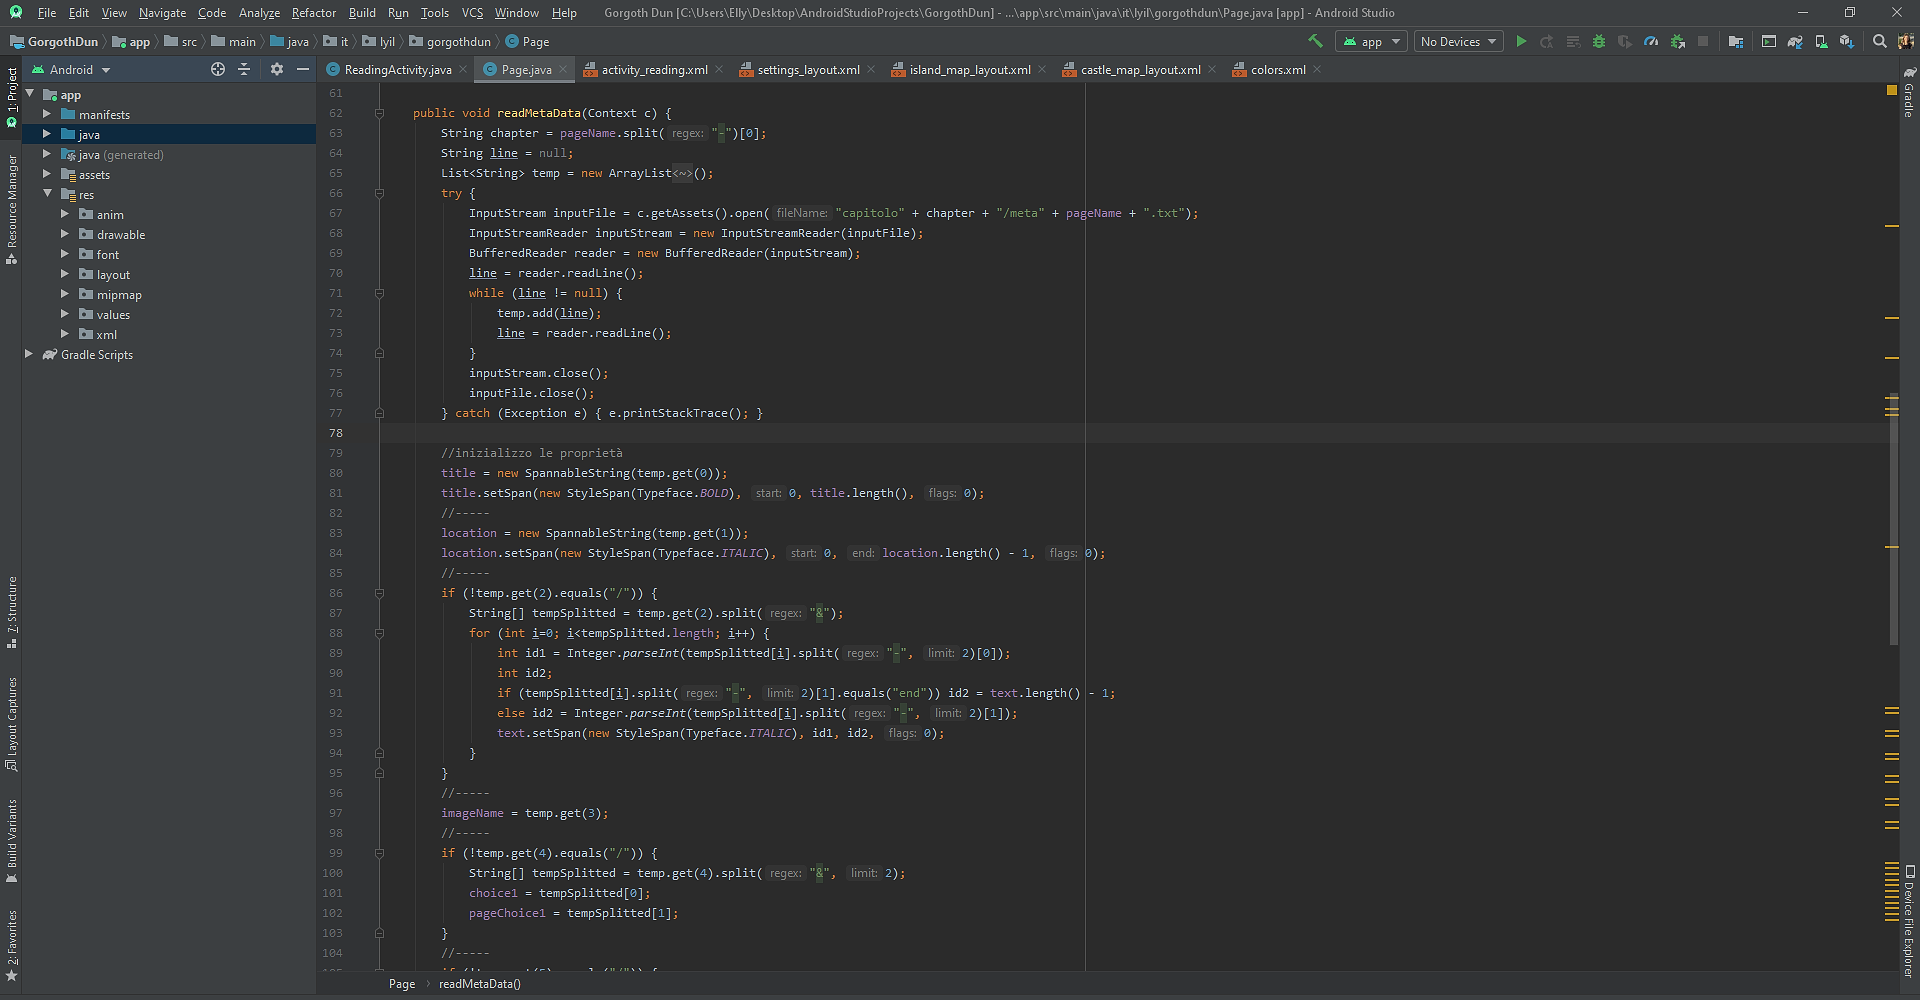 File Edit View Navigate Code Analyze Refactor Build Run Tools VCS Window Help Gorgoth Dun [C:\Users\Elly\Desktop\AndroidStudioProjects\GorgothDun] - ...\app\src\main\java\it\lyil\gorgothdun\Page.java [app] - Android Studio
GorgothDun app src main java it lyil gorgothdun Page app No Devices
Android ReadingActivity.java Page.java activity_reading.xml settings_layout.xml island_map_layout.xml castle_map_layout.xml colors.xml
1: Project
Resource Manager
7: Structure
Layout Captures
Build Variants
2: Favorites
app
manifests
java
java (generated)
assets
res
anim
drawable
font
layout
mipmap
values
xml
Gradle Scripts
61
62 public void readMetaData(Context c) {
63 String chapter = pageName.split( regex: "-")[0];
64 String line = null;
65 List<String> temp = new ArrayList<~>();
66 try {
67 InputStream inputFile = c.getAssets().open( fileName: "capitolo" + chapter + "/meta" + pageName + ".txt");
68 InputStreamReader inputStream = new InputStreamReader(inputFile);
69 BufferedReader reader = new BufferedReader(inputStream);
70 line = reader.readLine();
71 while (line != null) {
72 temp.add(line);
73 line = reader.readLine();
74 }
75 inputStream.close();
76 inputFile.close();
77 } catch (Exception e) { e.printStackTrace(); }
78
79 //inizializzo le proprietà
80 title = new SpannableString(temp.get(0));
81 title.setSpan(new StyleSpan(Typeface.BOLD), start: 0, title.length(), flags: 0);
82 //-----
83 location = new SpannableString(temp.get(1));
84 location.setSpan(new StyleSpan(Typeface.ITALIC), start: 0, end: location.length() - 1, flags: 0);
85 //-----
86 if (!temp.get(2).equals("/")) {
87 String[] tempSplitted = temp.get(2).split( regex: "&");
88 for (int i=0; i<tempSplitted.length; i++) {
89 int id1 = Integer.parseInt(tempSplitted[i].split( regex: "-", limit: 2)[0]);
90 int id2;
91 if (tempSplitted[i].split( regex: "-", limit: 2)[1].equals("end")) id2 = text.length() - 1;
92 else id2 = Integer.parseInt(tempSplitted[i].split( regex: "-", limit: 2)[1]);
93 text.setSpan(new StyleSpan(Typeface.ITALIC), id1, id2, flags: 0);
94 }
95 }
96 //-----
97 imageName = temp.get(3);
98 //-----
99 if (!temp.get(4).equals("/")) {
100 String[] tempSplitted = temp.get(4).split( regex: "&", limit: 2);
101 choice1 = tempSplitted[0];
102 pageChoice1 = tempSplitted[1];
103 }
104 //-----
Page readMetaData()
Gradle
Device File Explorer